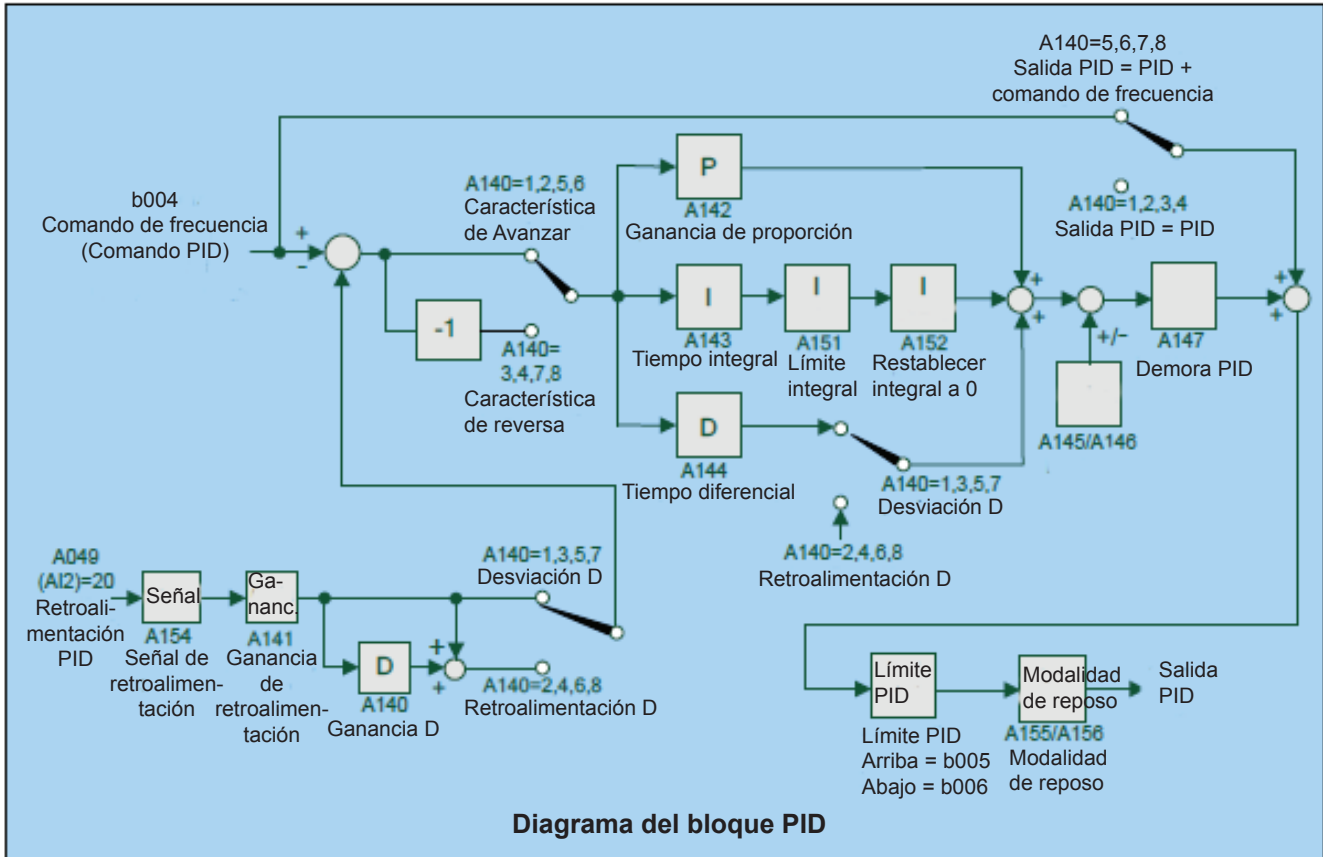 A140=5,6,7,8
Salida PID = PID +
comando de frecuencia
b004
Comando de frecuencia
(Comando PID)
+
−
A140=1,2,5,6
Característica
de Avanzar
-1
A140=
3,4,7,8
Característica
de reversa
P
A142
Ganancia de proporción
I
A143
Tiempo integral
I
A151
Límite
integral
I
A152
Restablecer
integral a 0
D
A144
Tiempo diferencial
A140=1,3,5,7
Desviación D
A140=2,4,6,8
Retroalimentación D
+
+
+/−
A145/A146
A147
Demora PID
A140=1,2,3,4
Salida PID = PID
+
+
A049
(AI2)=20
Retroali-
mentación
PID
Señal
A154
Señal de
retroalimen-
tación
Ga-
nanc.
A141
Ganancia
de
retroalimen-
tación
D
A140
Ganancia D
+
+
A140=1,3,5,7
Desviación D
A140=2,4,6,8
Retroalimentación D
Límite
PID
Límite PID
Arriba = b005
Abajo = b006
Modalidad
de reposo
A155/A156
Modalidad
de reposo
Salida
PID
Diagrama del bloque PID